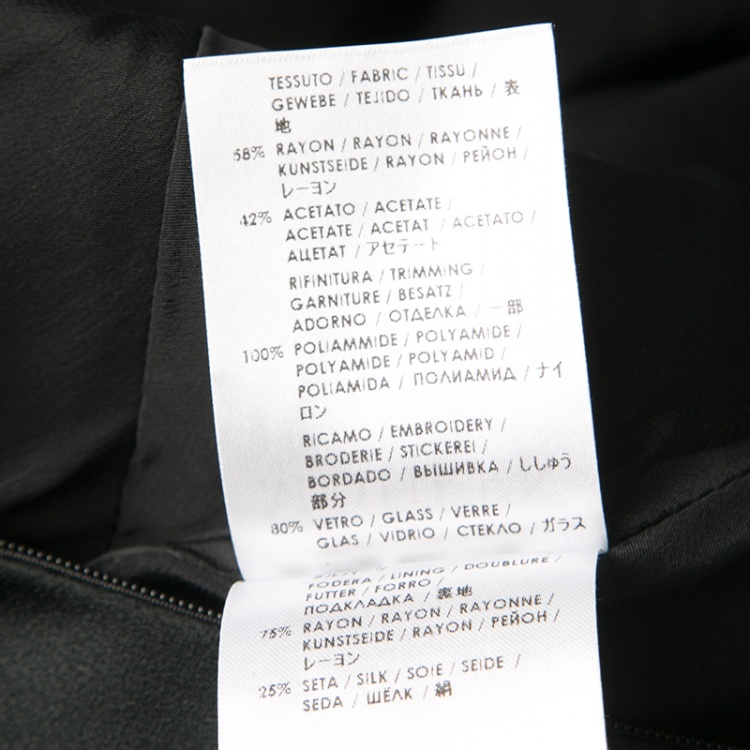 TESSUTO / FABRIC / TISSU /
GEWEBE / TEJIDO / ТКАНЬ / 表
地
58% RAYON / RAYON / RAYONNE /
KUNSTSEIDE / RAYON / РЕЙОН /
レーヨン
42% ACETATO / ACETATE /
ACETATE / ACETAT / ACETATO /
АЦЕТАТ / アセテート
RIFINITURA / TRIMMING /
GARNITURE / BESATZ /
ADORNO / ОТДЕЛКА / 一部
100% POLIAMMIDE / POLYAMIDE /
POLYAMIDE / POLYAMID /
POLIAMIDA / ПОЛИАМИД / ナイ
ロン
RICAMO / EMBROIDERY /
BRODERIE / STICKEREI /
BORDADO / ВЫШИВКА / ししゅう
部分
80% VETRO / GLASS / VERRE /
GLAS / VIDRIO / СТЕКЛО / ガラス
FODERA / LINING / DOUBLURE /
FUTTER / FORRO /
ПОДКЛАДКА / 裏地
75% RAYON / RAYON / RAYONNE /
KUNSTSEIDE / RAYON / РЕЙОН /
レーヨン
25% SETA / SILK / SOIE / SEIDE /
SEDA / ШЁЛК / 絹